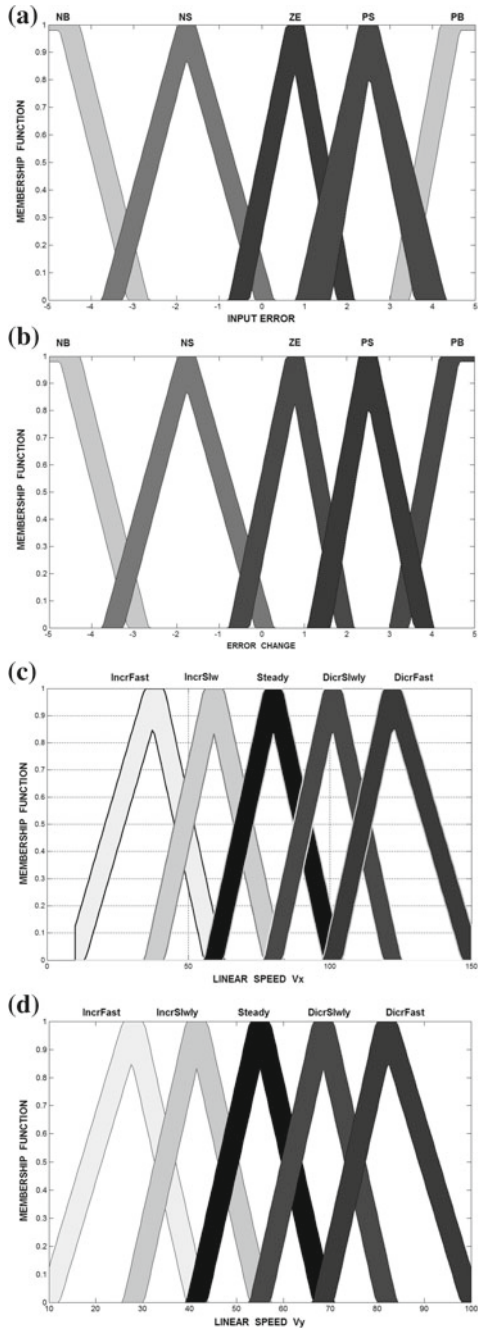 (a)
NB NS ZE PS PB
1
0.9
0.8
0.7
0.6
0.5
0.4
0.3
0.2
0.1
0
MEMBERSHIP FUNCTION
-5 -4 -3 -2 -1 0 1 2 3 4 5
INPUT ERROR
(b)
NB NS ZE PS PB
1
0.9
0.8
0.7
0.6
0.5
0.4
0.3
0.2
0.1
0
MEMBERSHIP FUNCTION
-5 -4 -3 -2 -1 0 1 2 3 4 5
ERROR CHANGE
(c)
IncrFast IncrSlw Steady DicrSlwly DicrFast
1
0.9
0.8
0.7
0.6
0.5
0.4
0.3
0.2
0.1
0
MEMBERSHIP FUNCTION
0 50 100 150
LINEAR SPEED Vx
(d)
IncrFast IncrSlwly Steady DicrSlwly DicrFast
1
0.9
0.8
0.7
0.6
0.5
0.4
0.3
0.2
0.1
0
MEMBERSHIP FUNCTION
10 20 30 40 50 60 70 80 90 100
LINEAR SPEED Vy